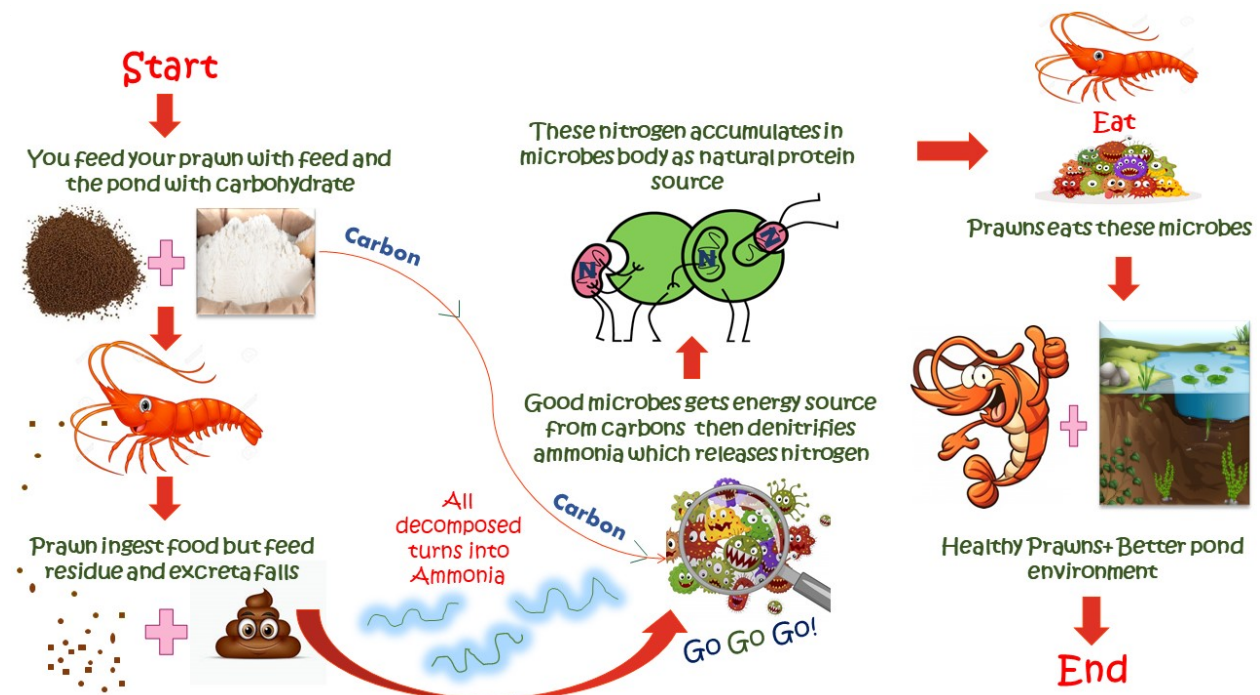 Start
You feed your prawn with feed and
the pond with carbohydrate
Carbon
Prawn ingest food but feed
residue and excreta falls
All
decomposed
turns into
Ammonia
Carbon
Go Go Go!
Good microbes gets energy source
from carbons then denitrifies
ammonia which releases nitrogen
These nitrogen accumulates in
microbes body as natural protein
source
N
N
N
Eat
Prawns eats these microbes
Healthy Prawns+ Better pond
environment
End